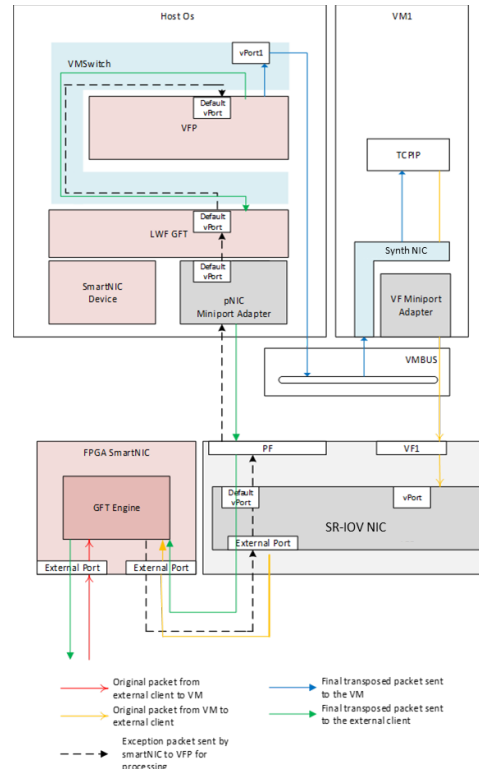 Host Os
VM1
vPort1
VMSwitch
Default
vPort
VFP
TCPIP
Default
vPort
LWF GFT
Synth NIC
Default
vPort
SmartNIC
Device
pNIC
Miniport Adapter
VF Miniport
Adapter
VMBUS
FPGA SmartNIC
PF
VF1
GFT Engine
Default
vPort
vPort
SR-IOV NIC
External Port
External Port
External Port
Original packet from
external client to VM
Final transposed packet sent
to the VM
Original packet from VM to
external client
Final transposed packet sent
to the external client
Exception packet sent by
smartNIC to VFP for
processing